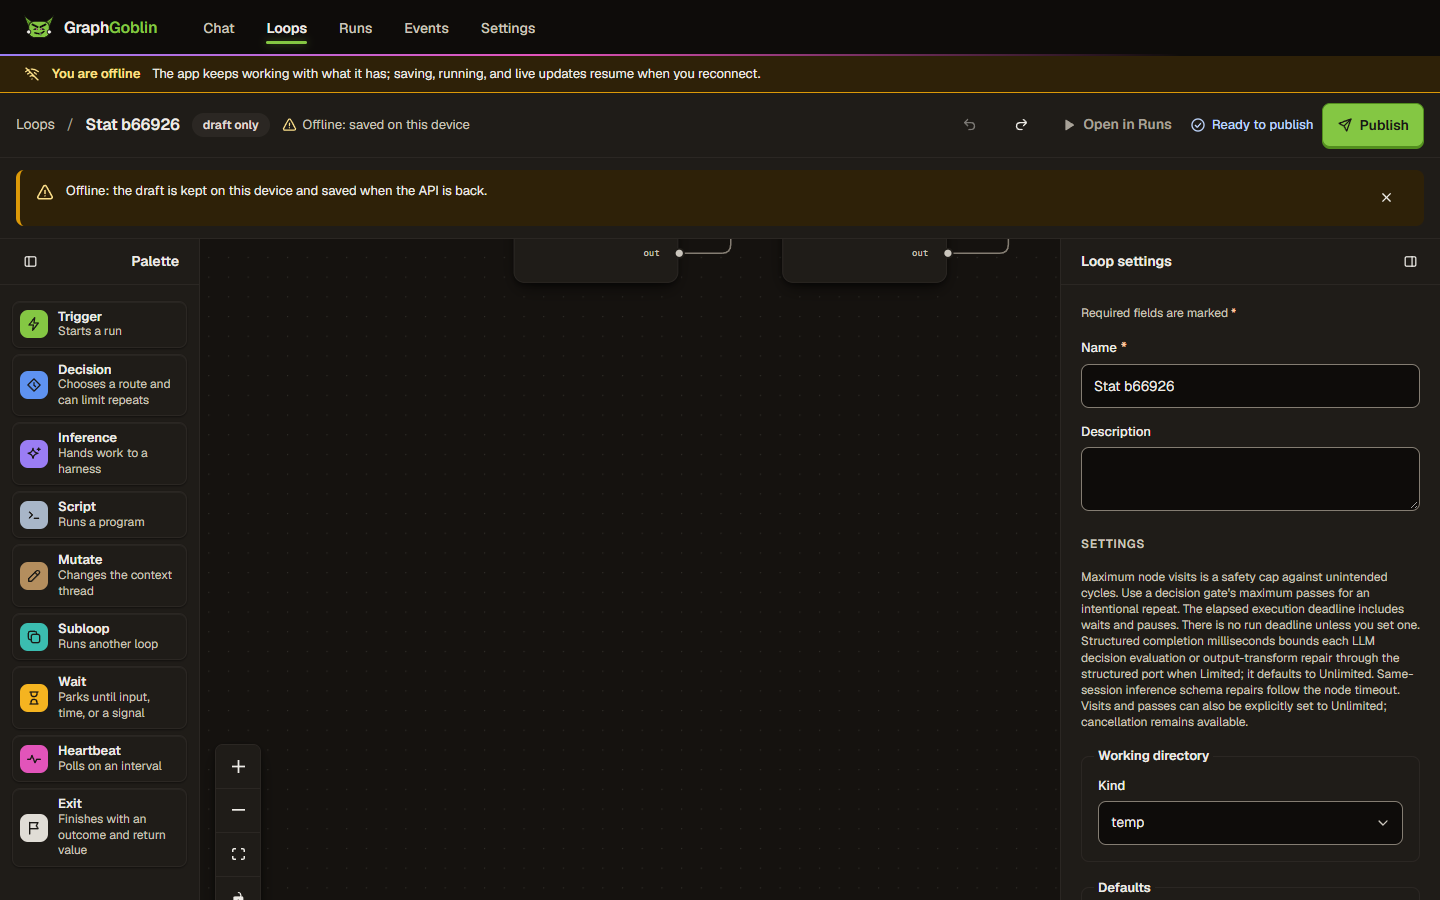 GraphGoblin
Chat
Loops
Runs
Events
Settings
You are offline The app keeps working with what it has; saving, running, and live updates resume when you reconnect.
Loops / Stat b66926 draft only Offline: saved on this device
Open in Runs
Ready to publish
Publish
Offline: the draft is kept on this device and saved when the API is back.
Palette
Trigger
Starts a run
Decision
Chooses a route and
can limit repeats
Inference
Hands work to a
harness
Script
Runs a program
Mutate
Changes the context
thread
Subloop
Runs another loop
Wait
Parks until input,
time, or a signal
Heartbeat
Polls on an interval
Exit
Finishes with an
outcome and return
value
out
out
Loop settings
Required fields are marked *
Name *
Stat b66926
Description
SETTINGS
Maximum node visits is a safety cap against unintended
cycles. Use a decision gate's maximum passes for an
intentional repeat. The elapsed execution deadline includes
waits and pauses. There is no run deadline unless you set one.
Structured completion milliseconds bounds each LLM
decision evaluation or output-transform repair through the
structured port when Limited; it defaults to Unlimited. Same-
session inference schema repairs follow the node timeout.
Visits and passes can also be explicitly set to Unlimited;
cancellation remains available.
Working directory
Kind
temp
Defaults